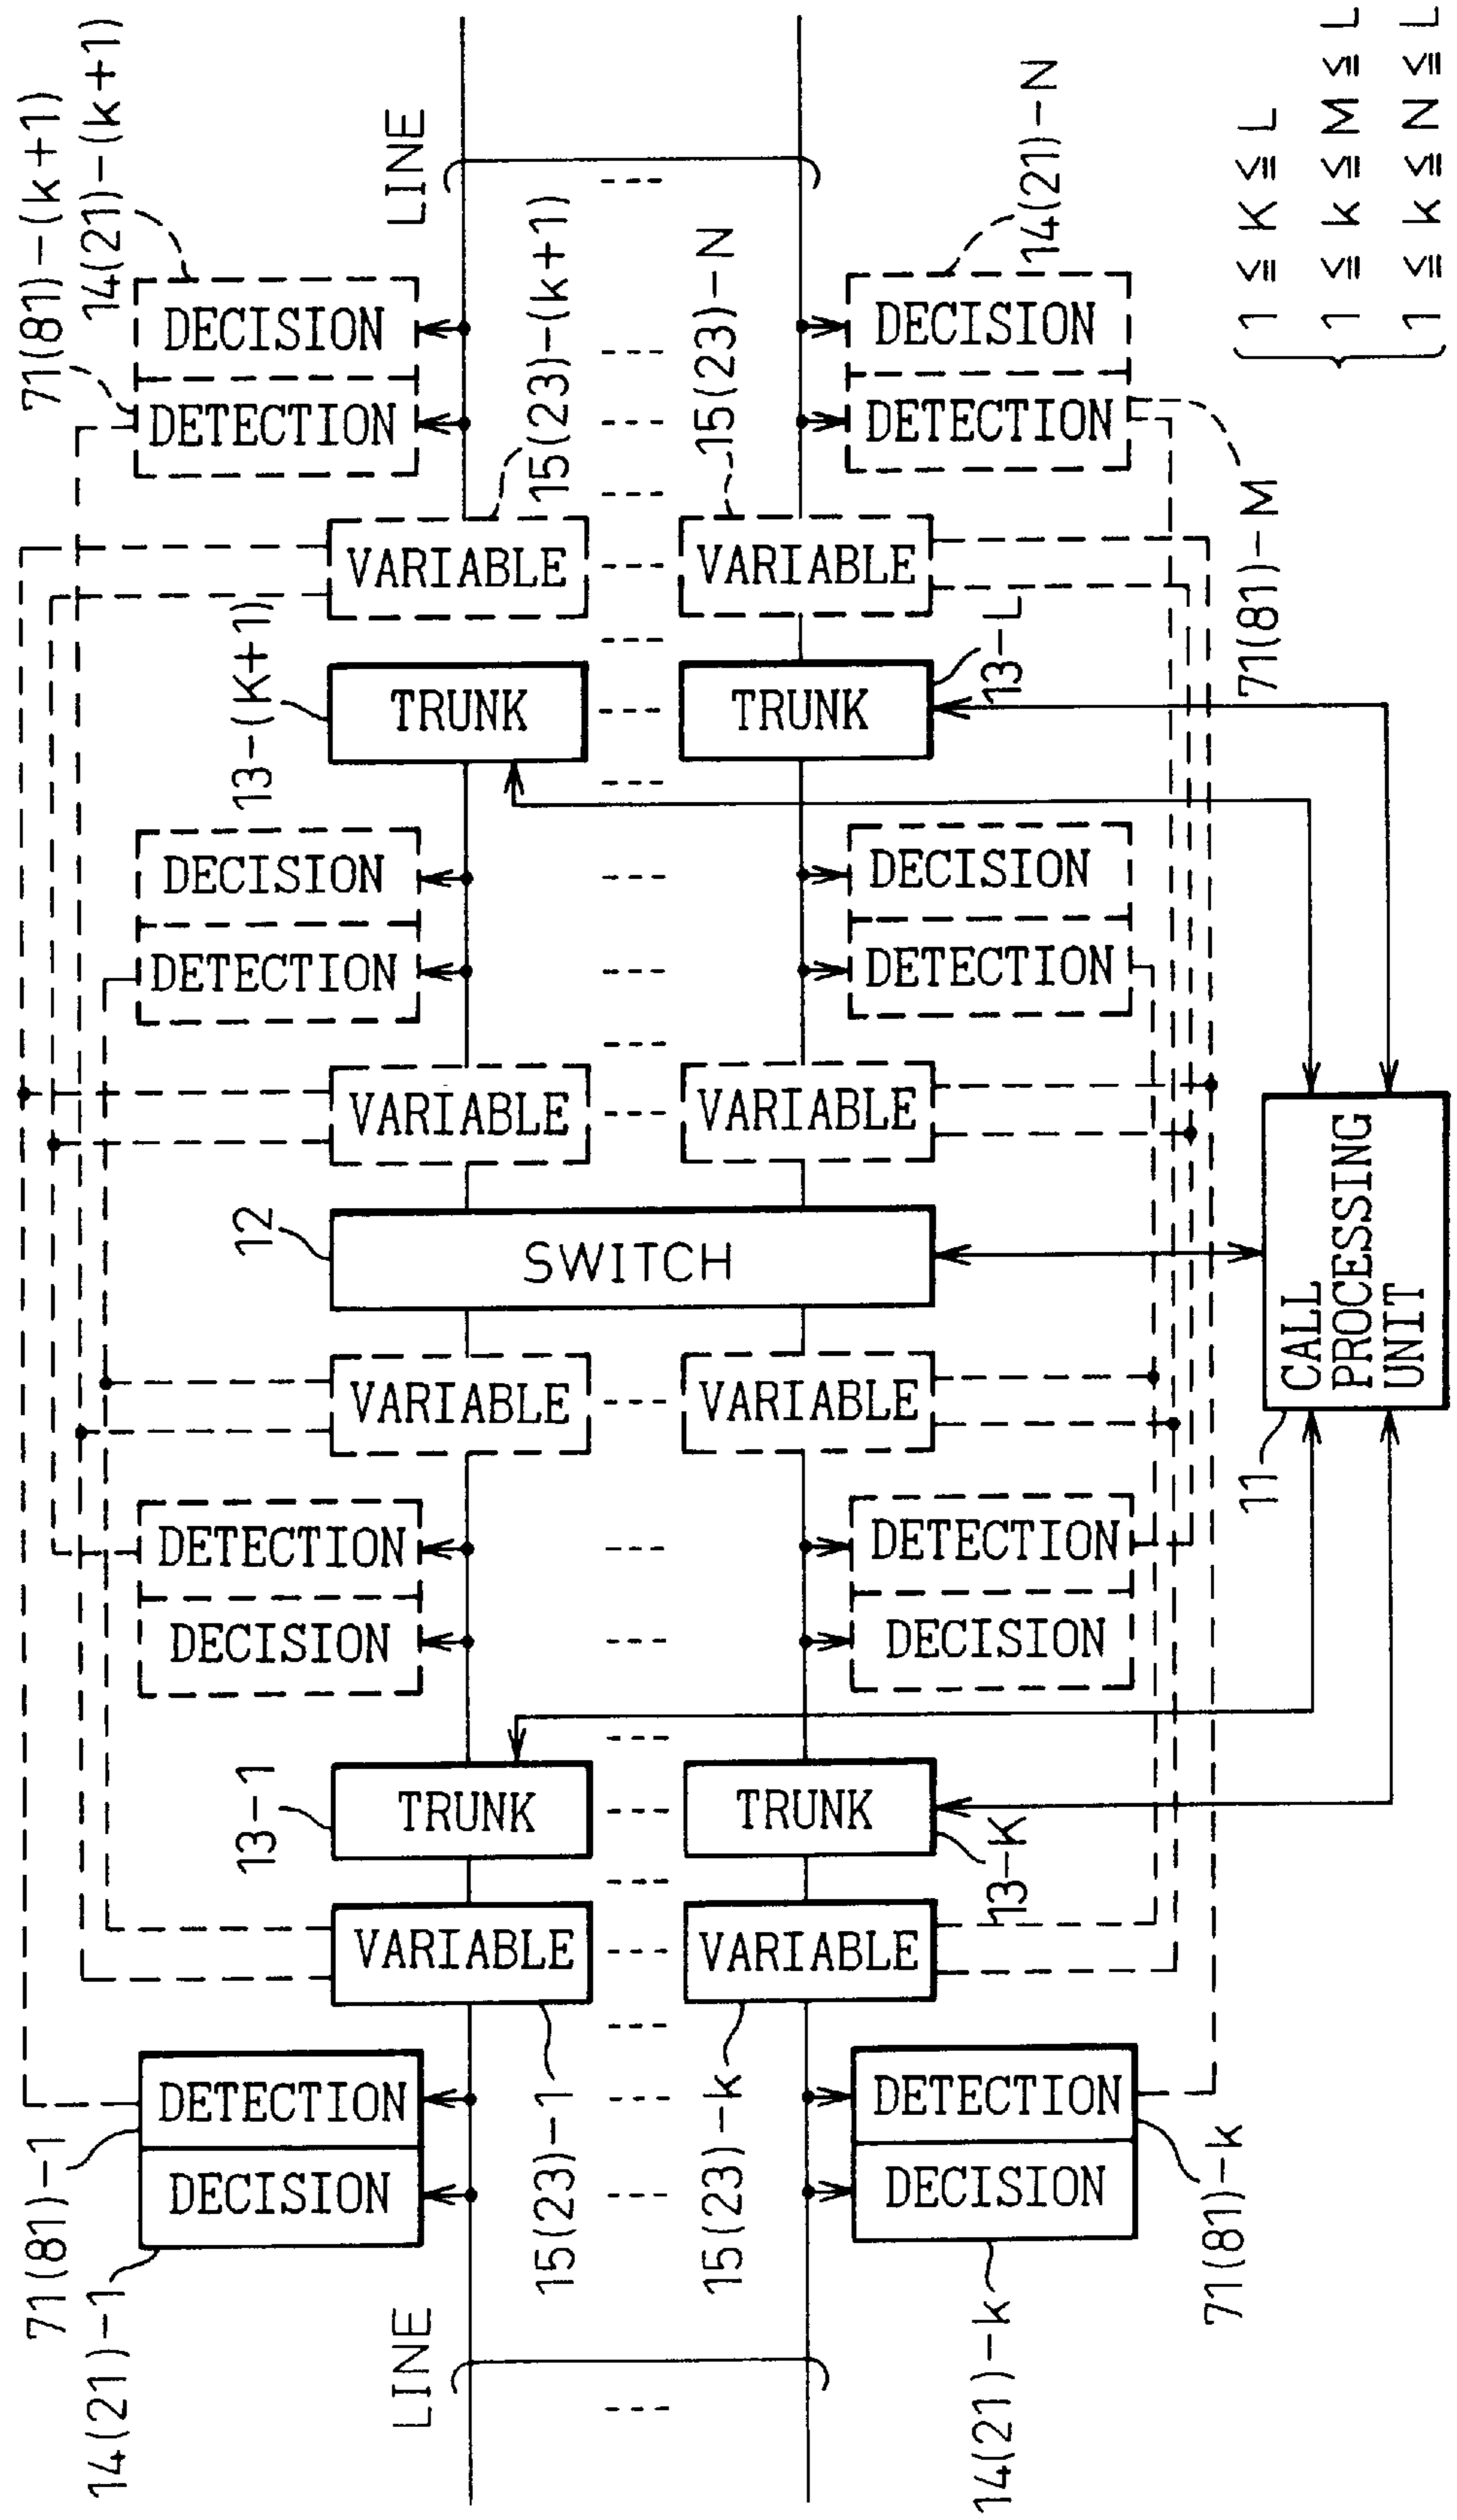 71(81)-(k+1)
14(21)-(k+1)
71(81)-1
14(21)-1
DECISION
DETECTION
DETECTION
DECISION
DECISION
DETECTION
DETECTION
DECISION
13-1
12
13-(K+1)
LINE
VARIABLE
TRUNK
VARIABLE
SWITCH
VARIABLE
TRUNK
VARIABLE
LINE
15(23)-1
15(23)-(k+1)
---
15(23)-k
15(23)-N
VARIABLE
TRUNK
VARIABLE
VARIABLE
TRUNK
VARIABLE
DECISION
DETECTION
DECISION
DETECTION
DETECTION
DECISION
DETECTION
DECISION
14(21)-k
13-K
13-L
14(21)-N
71(81)-k
11
71(81)-M
CALL
PROCESSING
UNIT
1 ≦ K ≦ L
1 ≦ k ≦ M ≦ L
1 ≦ k ≦ N ≦ L